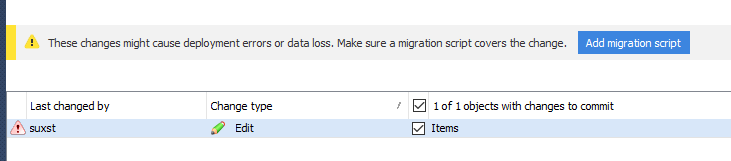 These changes might cause deployment errors or data loss. Make sure a migration script covers the change. Add migration script
Last changed by Change type / 1 of 1 objects with changes to commit
suxst Edit Items